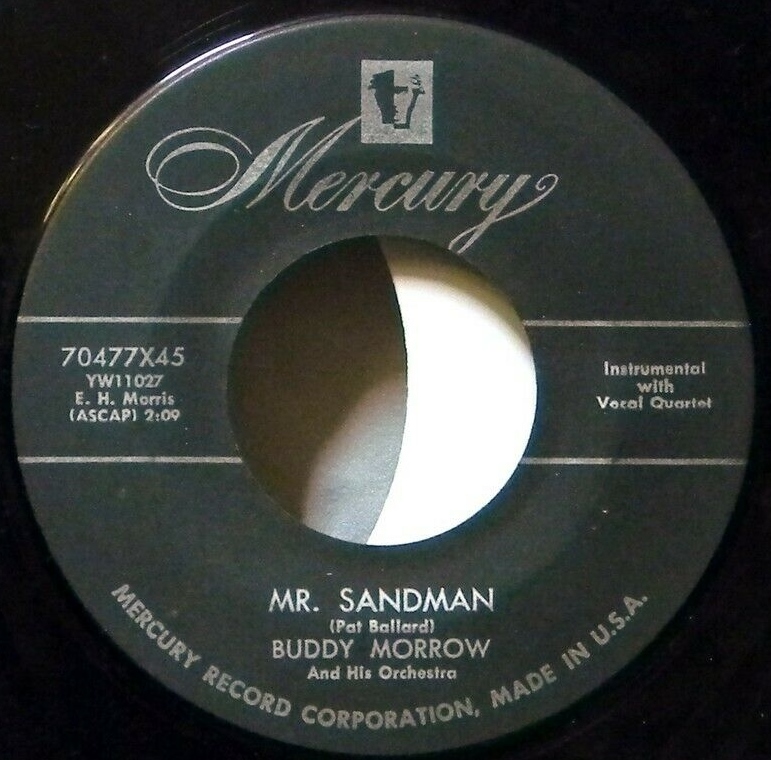 Mercury
70477X45
YW11027
E. H. Morris
(ASCAP) 2:09
Instrumental
with
Vocal Quartet
MR. SANDMAN
(Pat Ballard)
BUDDY MORROW
And His Orchestra
MERCURY RECORD CORPORATION, MADE IN U.S.A.